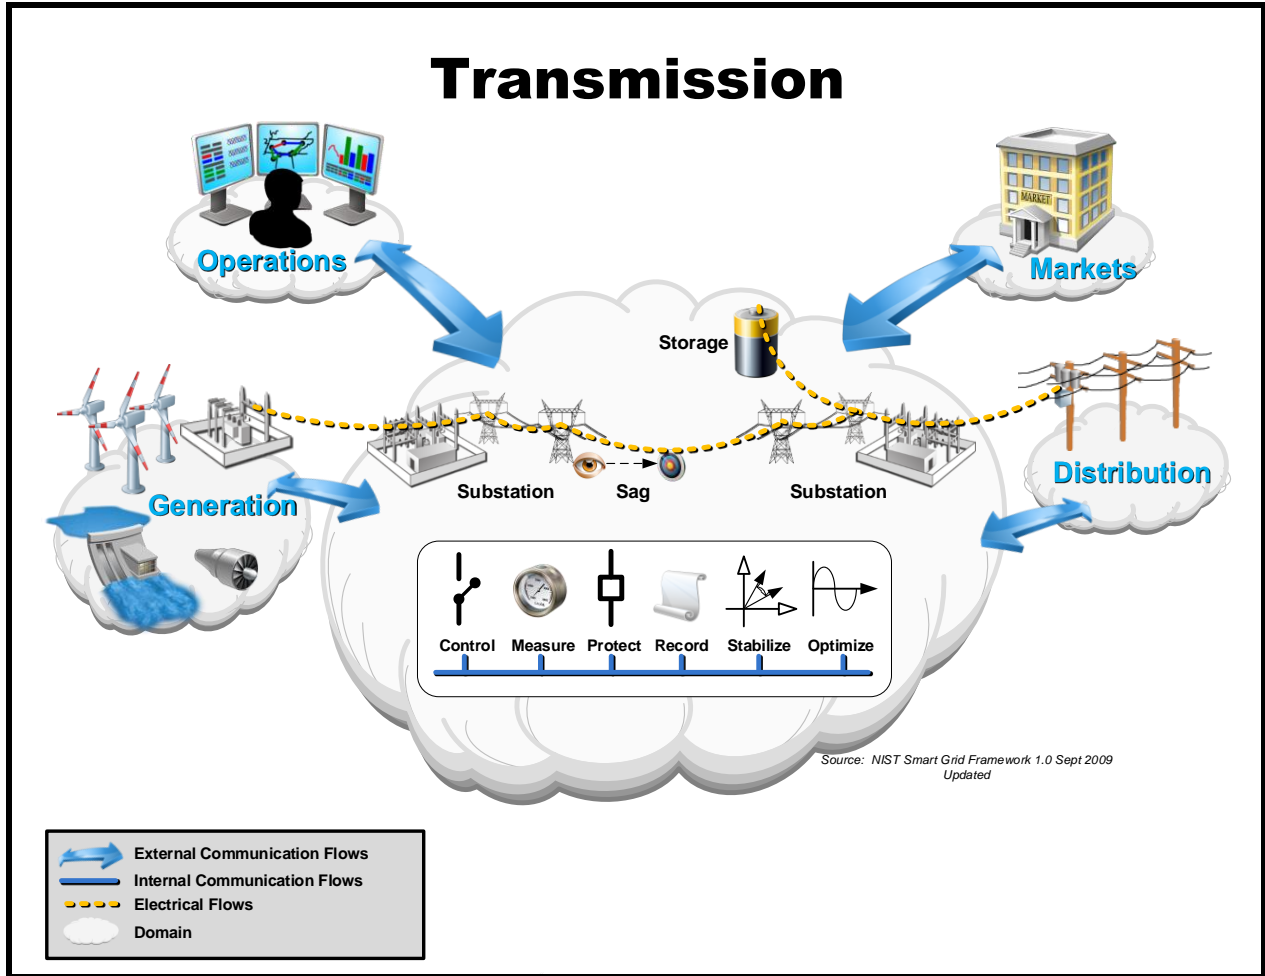 Transmission
Operations
MARKET
Markets
Storage
Substation
Sag
Substation
Generation
Distribution
Control
Measure
Protect
Record
Stabilize
Optimize
Source: NIST Smart Grid Framework 1.0 Sept 2009
Updated
External Communication Flows
Internal Communication Flows
Electrical Flows
Domain